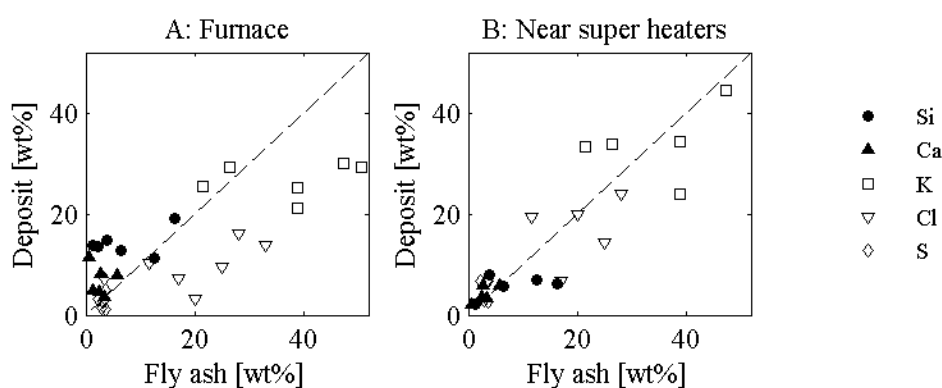 A: Furnace
Deposit [wt%]
40
20
0
0
20
40
Fly ash [wt%]
B: Near super heaters
Deposit [wt%]
40
20
0
0
20
40
Fly ash [wt%]
Si
Ca
K
Cl
S